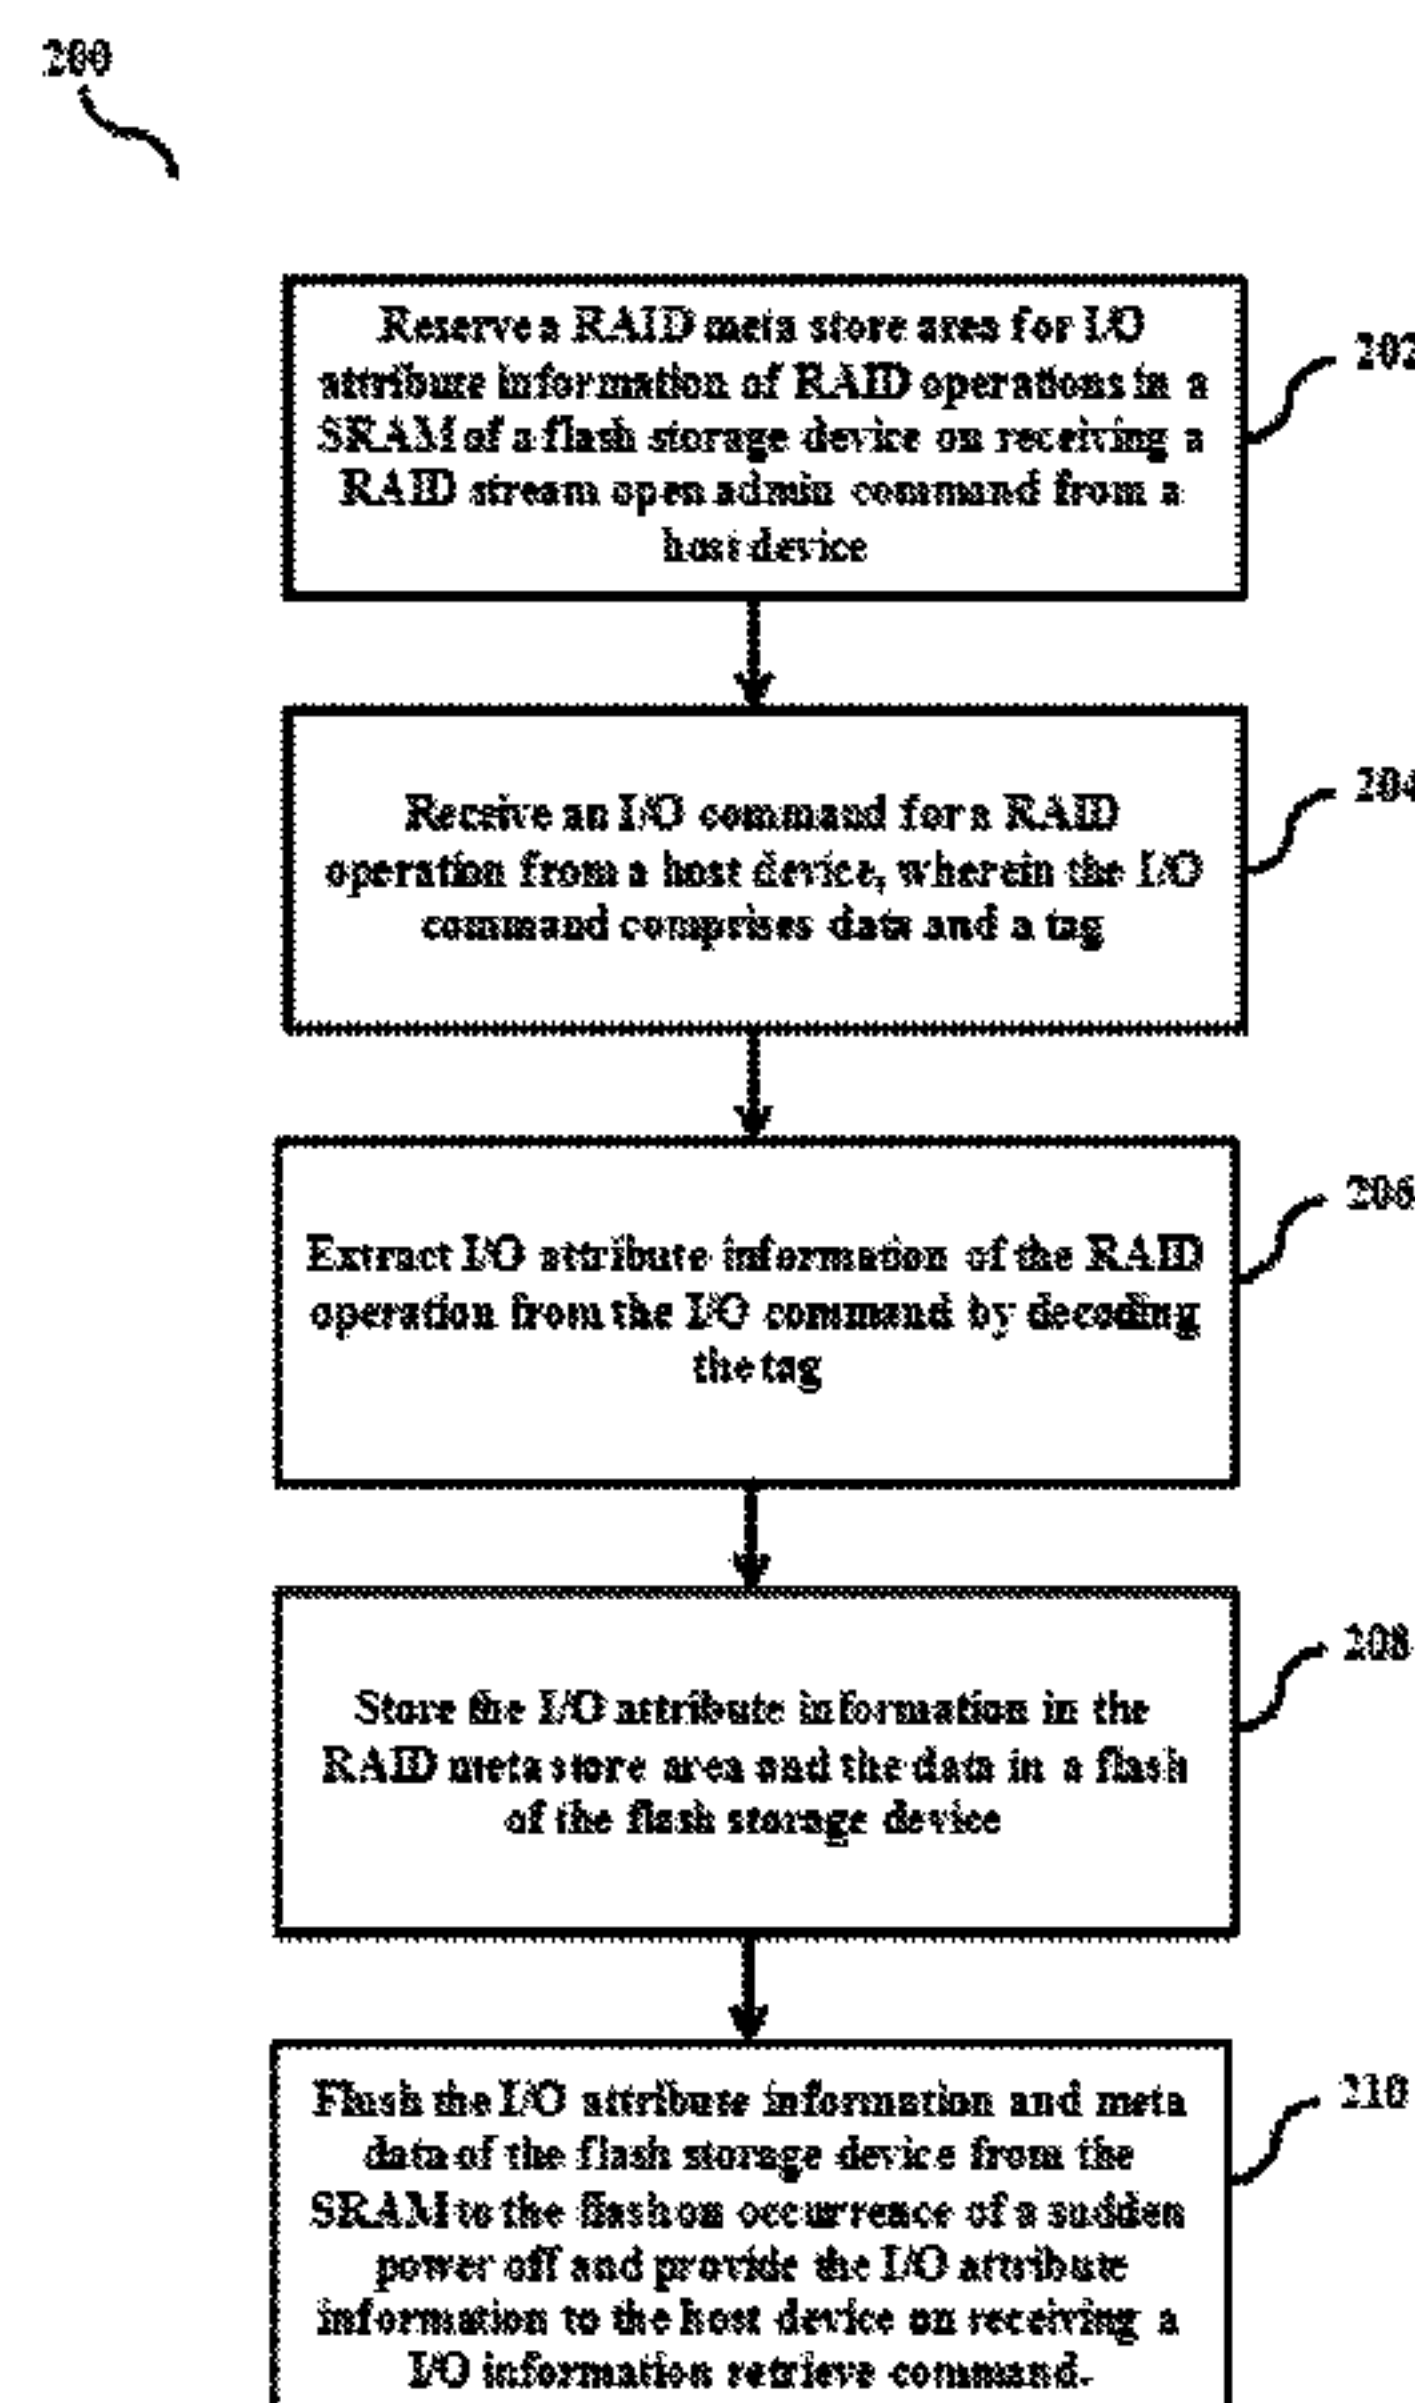 200
Reserve a RAID meta store area for I/O
attribute information of RAID operations in a
SRAM of a flash storage device on receiving a
RAID stream open admin command from a
host device
202
Receive an I/O command for a RAID
operation from a host device, wherein the I/O
command comprises data and a tag
204
Extract I/O attribute information of the RAID
operation from the I/O command by decoding
the tag
206
Store the I/O attribute information in the
RAID meta store area and the data in a flash
of the flash storage device
208
Flush the I/O attribute information and meta
data of the flash storage device from the
SRAM to the flash on occurrence of a sudden
power off and provide the I/O attribute
information to the host device on receiving a
I/O information retrieve command.
210